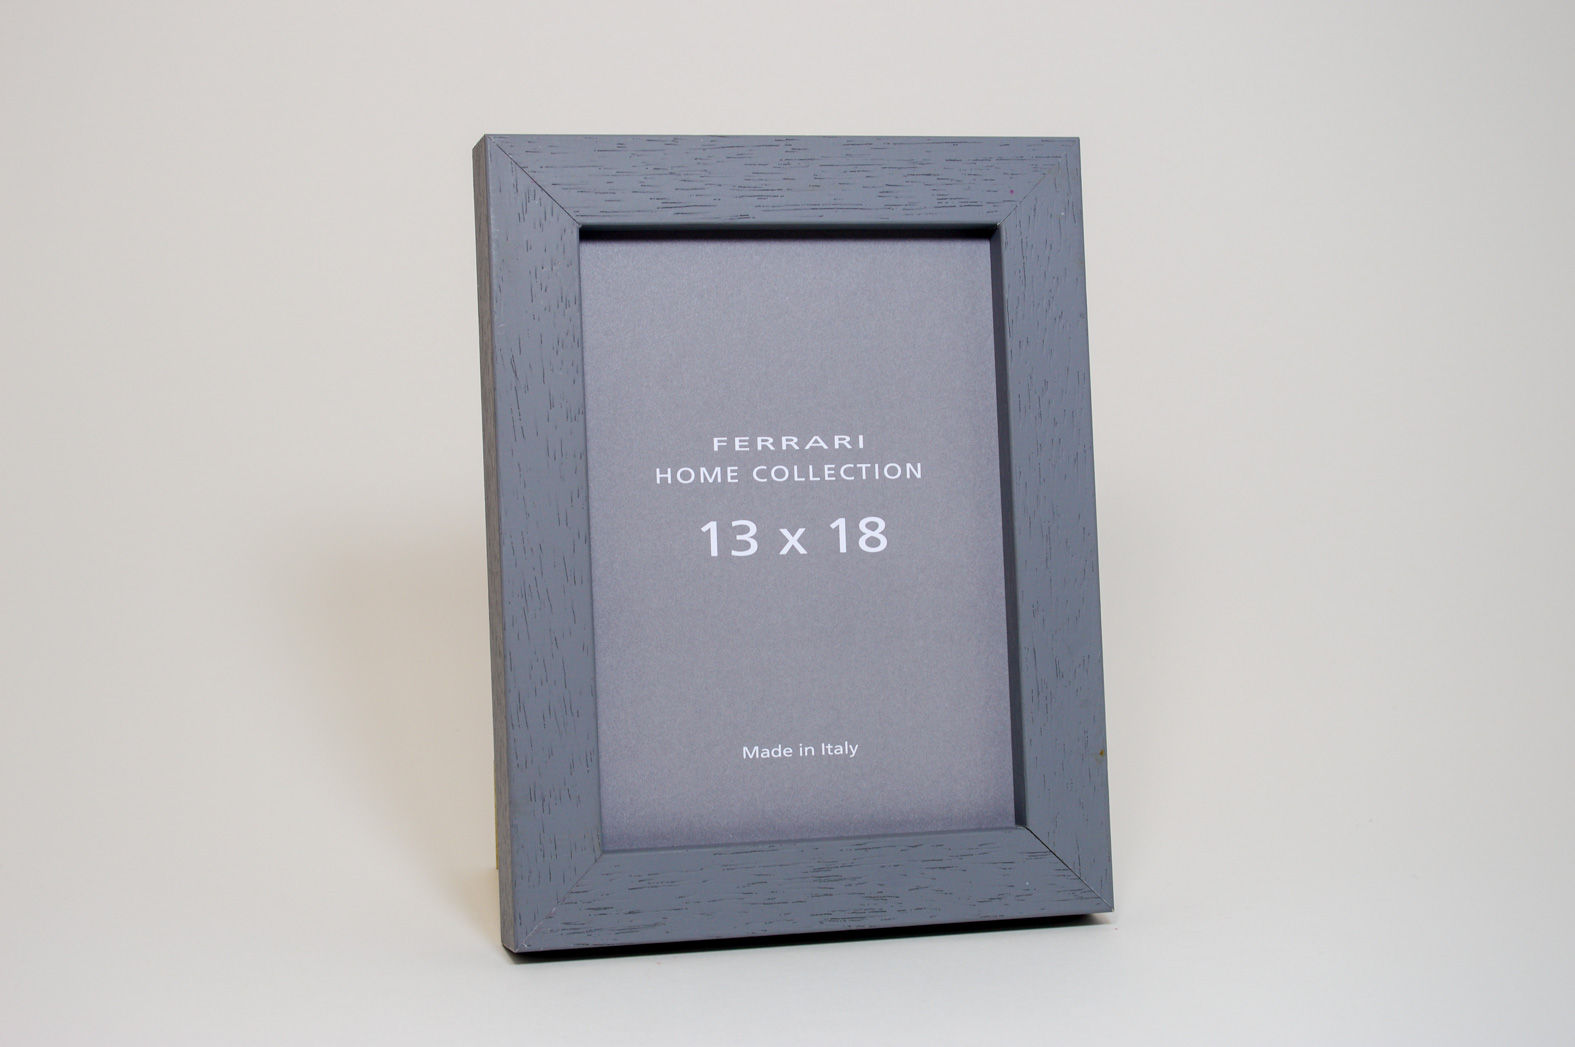 FERRARI
HOME COLLECTION
13 x 18
Made in Italy